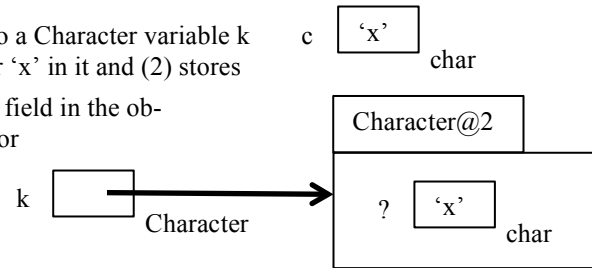 o a Character variable k
r ‘x’ in it and (2) stores
field in the ob-
or
c ‘x’
char
Character@2
k
Character
? ‘x’
char